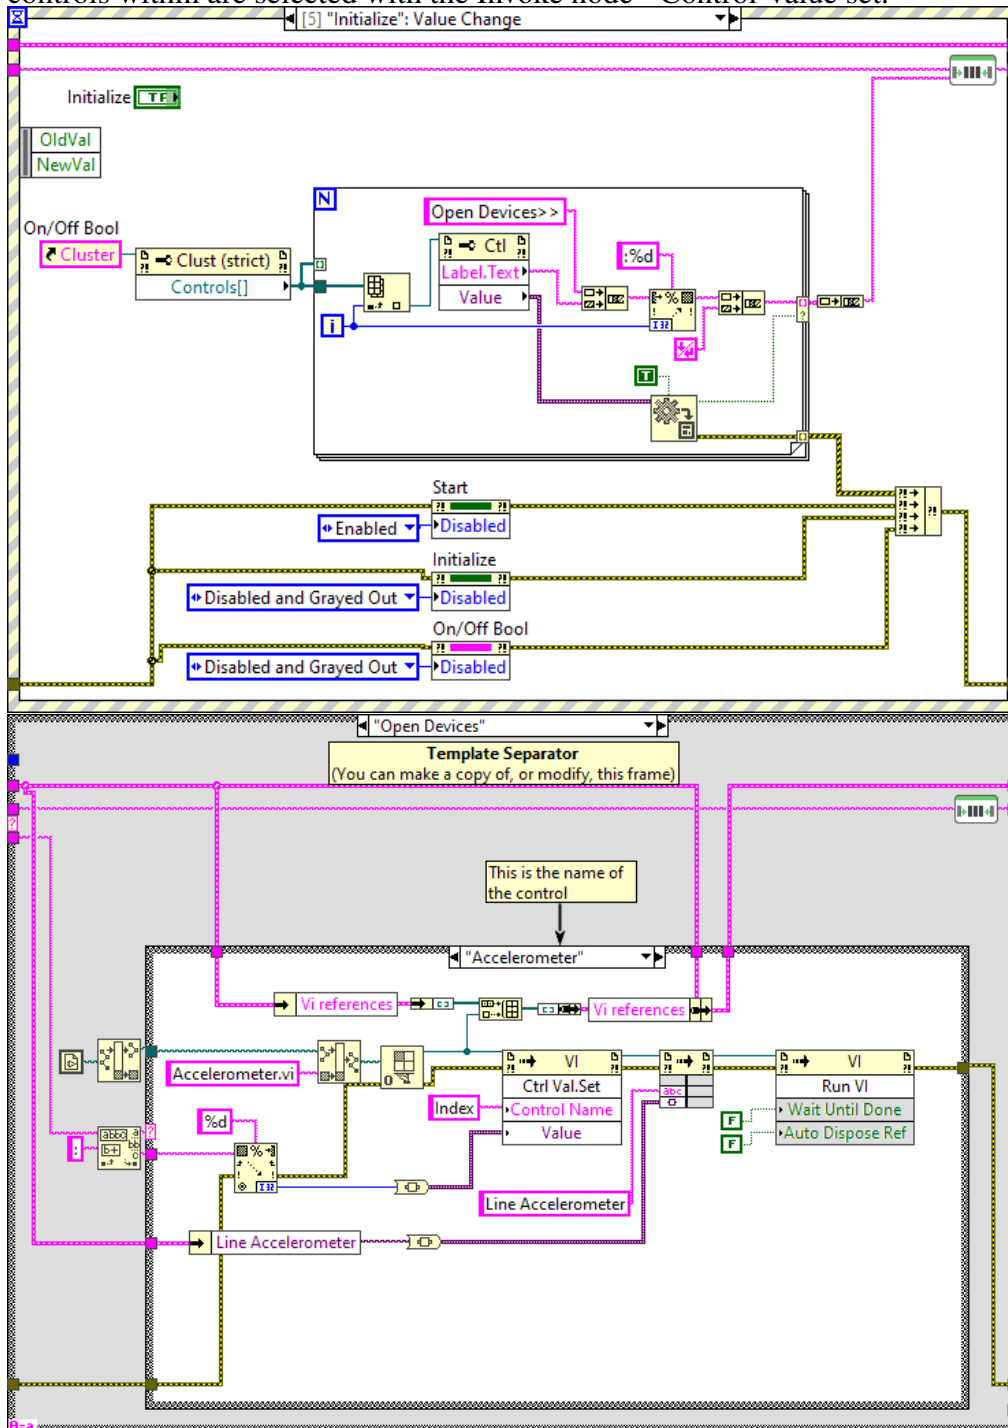 controls within are selected with the Invoke node "Control Value set.
[5] "Initialize": Value Change
Initialize
TF
OldVal
NewVal
N
Open Devices>>
On/Off Bool
Cluster
Clust (strict)
Controls[]
Ctl
Label.Text
Value
:%d
i
I32
T
Start
Enabled
Disabled
Initialize
Disabled and Grayed Out
Disabled
On/Off Bool
Disabled and Grayed Out
Disabled
"Open Devices"
Template Separator
(You can make a copy of, or modify, this frame)
This is the name of
the control
"Accelerometer"
Vi references
Vi references
Accelerometer.vi
VI
Ctrl Val.Set
Index
Control Name
Value
abc
VI
Run VI
F
Wait Until Done
F
Auto Dispose Ref
%d
:
I32
Line Accelerometer
Line Accelerometer